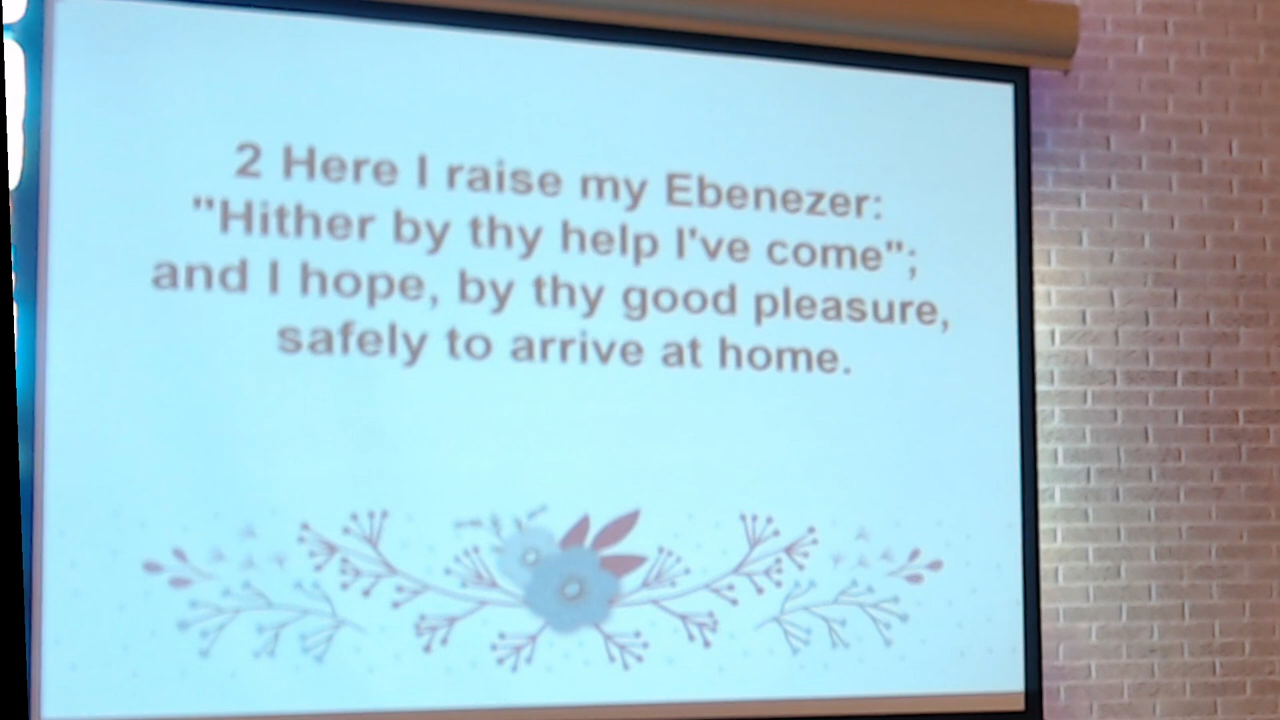 2 Here I raise my Ebenezer:
"Hither by thy help I've come";
and I hope, by thy good pleasure,
safely to arrive at home.